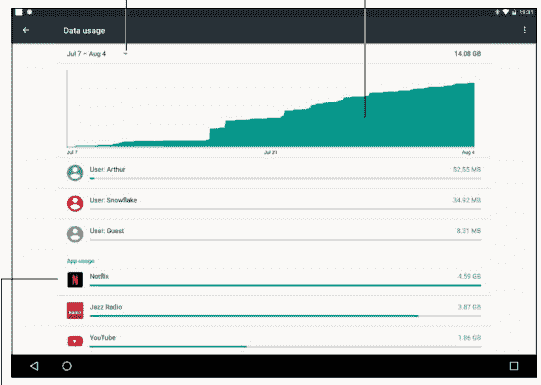 Data usage
Jul 7 – Aug 4 14.08 GB
Jul 7 Jul 21 Aug 4
User: Arthur 52.55 MB
User: Snowflake 34.92 MB
User: Guest 8.31 MB
App usage
N
Netflix 4.59 GB
Jazz Radio 3.87 GB
YouTube 1.86 GB